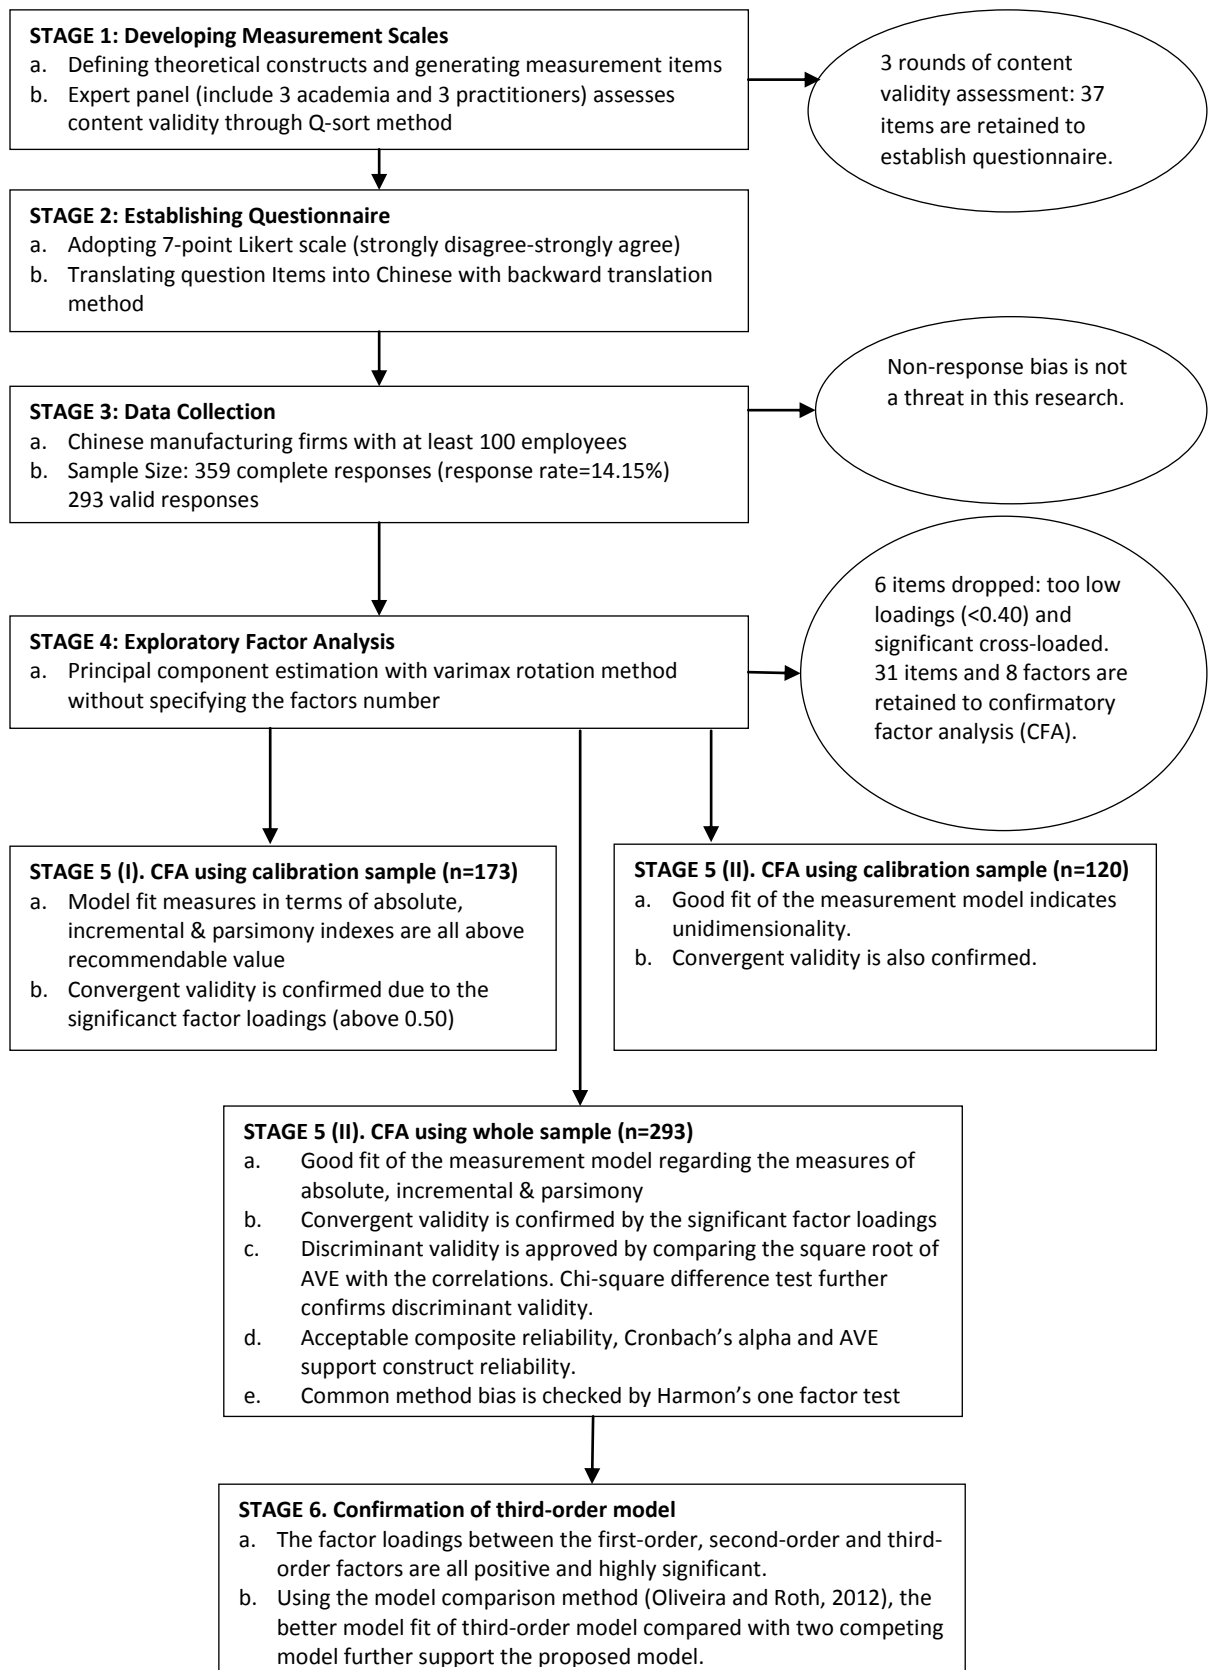 STAGE 1: Developing Measurement Scales
a. Defining theoretical constructs and generating measurement items
b. Expert panel (include 3 academia and 3 practitioners) assesses
content validity through Q-sort method
3 rounds of content
validity assessment: 37
items are retained to
establish questionnaire.
STAGE 2: Establishing Questionnaire
a. Adopting 7-point Likert scale (strongly disagree-strongly agree)
b. Translating question Items into Chinese with backward translation
method
STAGE 3: Data Collection
a. Chinese manufacturing firms with at least 100 employees
b. Sample Size: 359 complete responses (response rate=14.15%)
293 valid responses
Non-response bias is not
a threat in this research.
STAGE 4: Exploratory Factor Analysis
a. Principal component estimation with varimax rotation method
without specifying the factors number
6 items dropped: too low
loadings (<0.40) and
significant cross-loaded.
31 items and 8 factors are
retained to confirmatory
factor analysis (CFA).
STAGE 5 (I). CFA using calibration sample (n=173)
a. Model fit measures in terms of absolute,
incremental & parsimony indexes are all above
recommendable value
b. Convergent validity is confirmed due to the
significanct factor loadings (above 0.50)
STAGE 5 (II). CFA using calibration sample (n=120)
a. Good fit of the measurement model indicates
unidimensionality.
b. Convergent validity is also confirmed.
STAGE 5 (II). CFA using whole sample (n=293)
a. Good fit of the measurement model regarding the measures of
absolute, incremental & parsimony
b. Convergent validity is confirmed by the significant factor loadings
c. Discriminant validity is approved by comparing the square root of
AVE with the correlations. Chi-square difference test further
confirms discriminant validity.
d. Acceptable composite reliability, Cronbach's alpha and AVE
support construct reliability.
e. Common method bias is checked by Harmon's one factor test
STAGE 6. Confirmation of third-order model
a. The factor loadings between the first-order, second-order and third-
order factors are all positive and highly significant.
b. Using the model comparison method (Oliveira and Roth, 2012), the
better model fit of third-order model compared with two competing
model further support the proposed model.